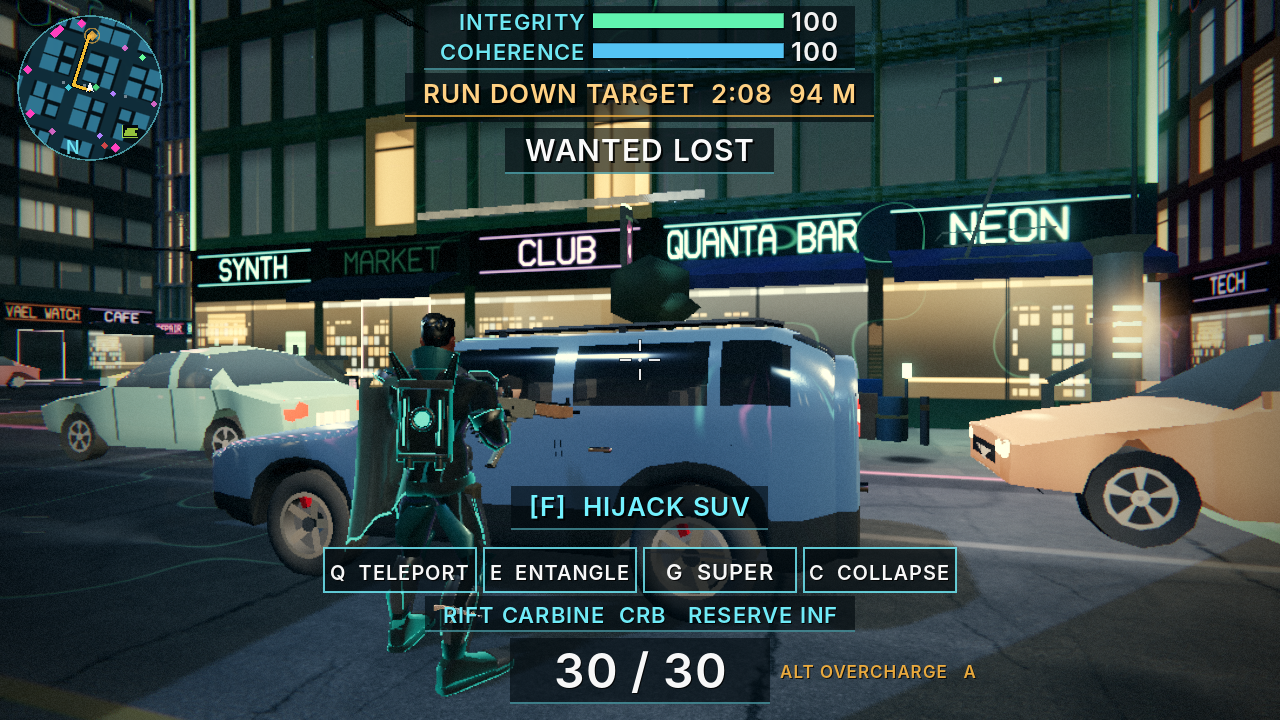 INTEGRITY 100
COHERENCE 100
RUN DOWN TARGET 2:08 94 M
WANTED LOST
N
SYNTH
MARKET
CLUB
QUANTA BAR
NEON
TECH
VAEL WATCH
CAFE
REPAIR
[F] HIJACK SUV
Q TELEPORT
E ENTANGLE
G SUPER
C COLLAPSE
RIFT CARBINE CRB RESERVE INF
30 / 30
ALT OVERCHARGE A